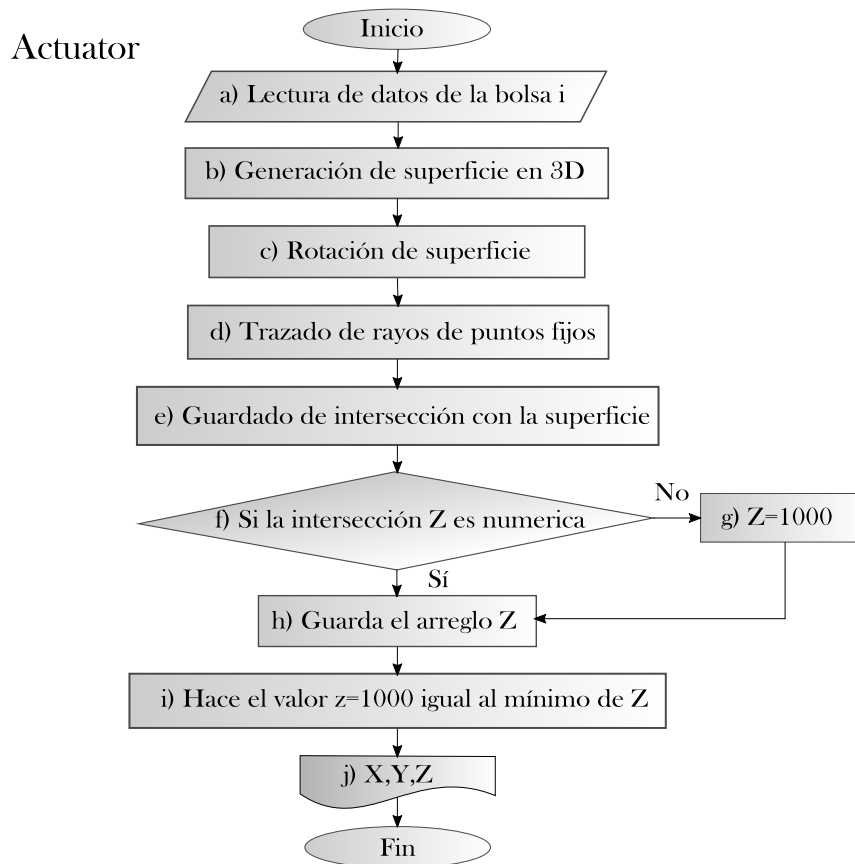 Inicio
Actuator
a) Lectura de datos de la bolsa i
b) Generación de superficie en 3D
c) Rotación de superficie
d) Trazado de rayos de puntos fijos
e) Guardado de intersección con la superficie
f) Si la intersección Z es numerica
No
g) Z=1000
Sí
h) Guarda el arreglo Z
i) Hace el valor z=1000 igual al mínimo de Z
j) X,Y,Z
Fin